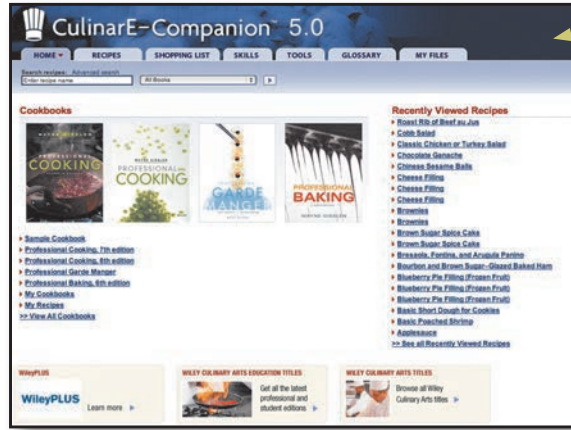 CulinarE-Companion™ 5.0
HOME RECIPES SHOPPING LIST SKILLS TOOLS GLOSSARY MY FILES
Search recipes: Advanced search
Enter recipe name All Books
Cookbooks
WAYNE GISSLEN
PROFESSIONAL
COOKING
WAYNE GISSLEN
PROFESSIONAL
COOKING
GARDE
MANGER
PROFESSIONAL
BAKING
WAYNE GISSLEN
Sample Cookbook
Professional Cooking, 7th edition
Professional Cooking, 8th edition
Professional Garde Manger
Professional Baking, 6th edition
My Cookbooks
My Recipes
>> View All Cookbooks
Recently Viewed Recipes
Roast Rib of Beef au Jus
Cobb Salad
Classic Chicken or Turkey Salad
Chocolate Ganache
Chinese Sesame Balls
Cheese Filling
Cheese Filling
Cheese Filling
Brownies
Brownies
Brown Sugar Spice Cake
Brown Sugar Spice Cake
Bresaola, Fontina, and Arugula Panino
Bourbon and Brown Sugar–Glazed Baked Ham
Blueberry Pie Filling (Frozen Fruit)
Blueberry Pie Filling (Frozen Fruit)
Blueberry Pie Filling (Frozen Fruit)
Basic Short Dough for Cookies
Basic Poached Shrimp
Applesauce
>> See all Recently Viewed Recipes
WileyPLUS
WileyPLUS
Learn more
WILEY CULINARY ARTS EDUCATION TITLES
Get all the latest
professional and
student editions
WILEY CULINARY ARTS TITLES
Browse all Wiley
Culinary Arts titles